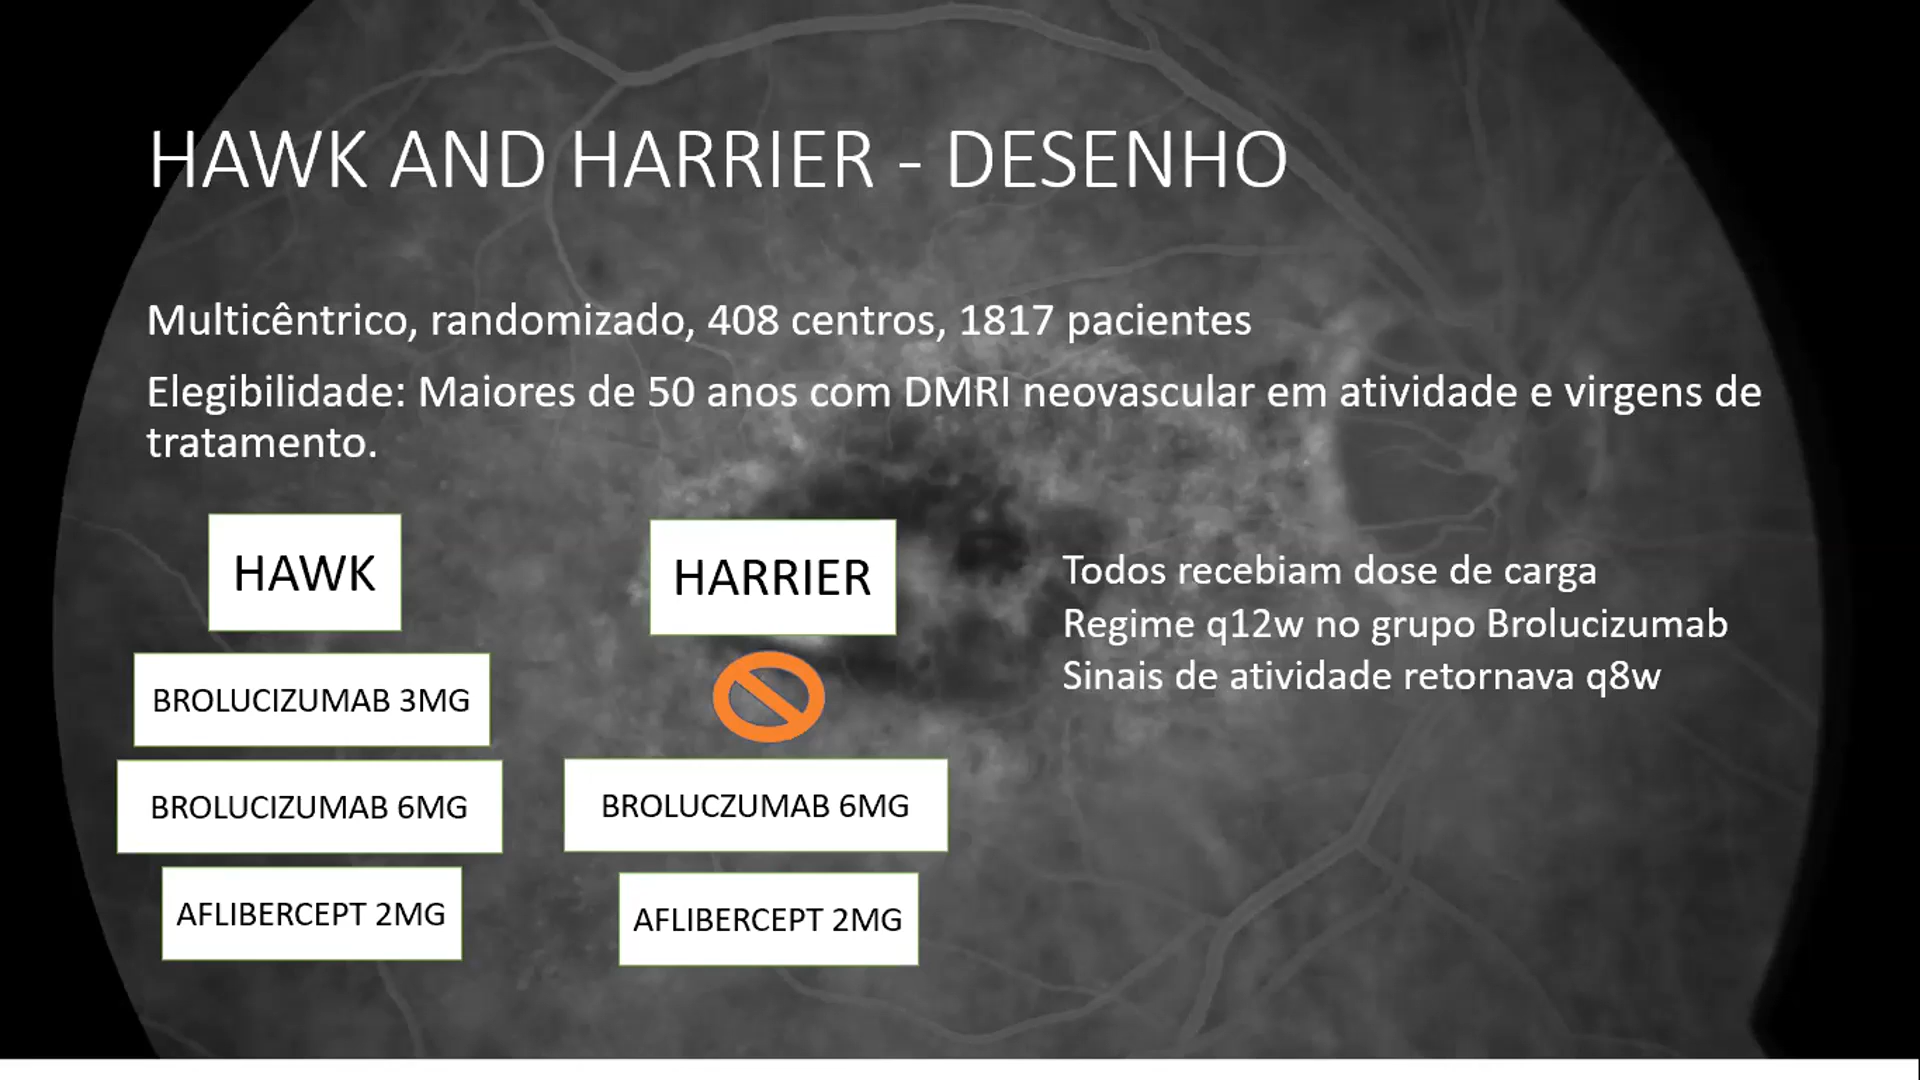 HAWK AND HARRIER - DESENHO
Multicêntrico, randomizado, 408 centros, 1817 pacientes
Elegibilidade: Maiores de 50 anos com DMRI neovascular em atividade e virgens de
tratamento.
HAWK
BROLUCIZUMAB 3MG
BROLUCIZUMAB 6MG
AFLIBERCEPT 2MG
HARRIER
BROLUCZUMAB 6MG
AFLIBERCEPT 2MG
Todos recebiam dose de carga
Regime q12w no grupo Brolucizumab
Sinais de atividade retornava q8w